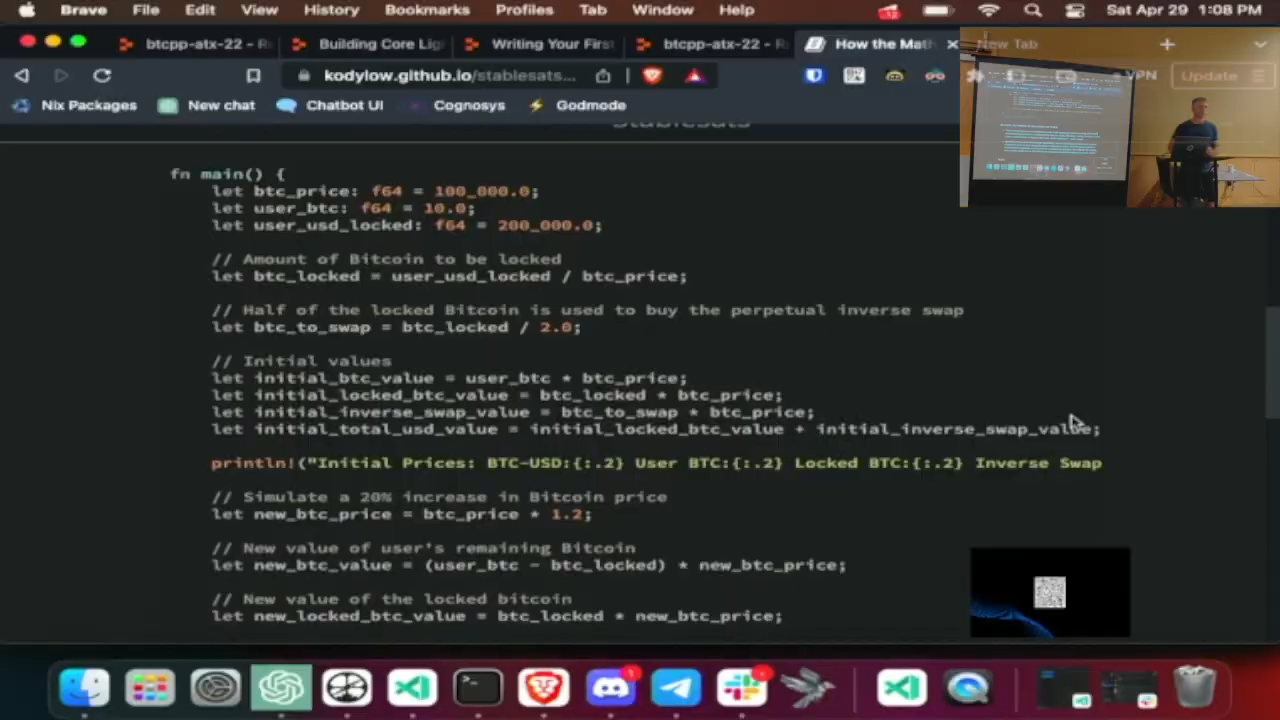 Brave File Edit View History Bookmarks Profiles Tab Window Help Sat Apr 29 1:08 PM
btcpp-atx-22 - R Building Core Lig Writing Your Firs btcpp-atx-22 - R How the Math New Tab
kodylow.github.io/stablesats... VPN Update
Nix Packages New chat Chatbot UI Cognosys Godmode
Stablesats
fn main() {
let btc_price: f64 = 100_000.0;
let user_btc: f64 = 10.0;
let user_usd_locked: f64 = 200_000.0;
// Amount of Bitcoin to be locked
let btc_locked = user_usd_locked / btc_price;
// Half of the locked Bitcoin is used to buy the perpetual inverse swap
let btc_to_swap = btc_locked / 2.0;
// Initial values
let initial_btc_value = user_btc * btc_price;
let initial_locked_btc_value = btc_locked * btc_price;
let initial_inverse_swap_value = btc_to_swap * btc_price;
let initial_total_usd_value = initial_locked_btc_value + initial_inverse_swap_value;
println!("Initial Prices: BTC-USD:{:.2} User BTC:{:.2} Locked BTC:{:.2} Inverse Swap
// Simulate a 20% increase in Bitcoin price
let new_btc_price = btc_price * 1.2;
// New value of user's remaining Bitcoin
let new_btc_value = (user_btc - btc_locked) * new_btc_price;
// New value of the locked bitcoin
let new_locked_btc_value = btc_locked * new_btc_price;